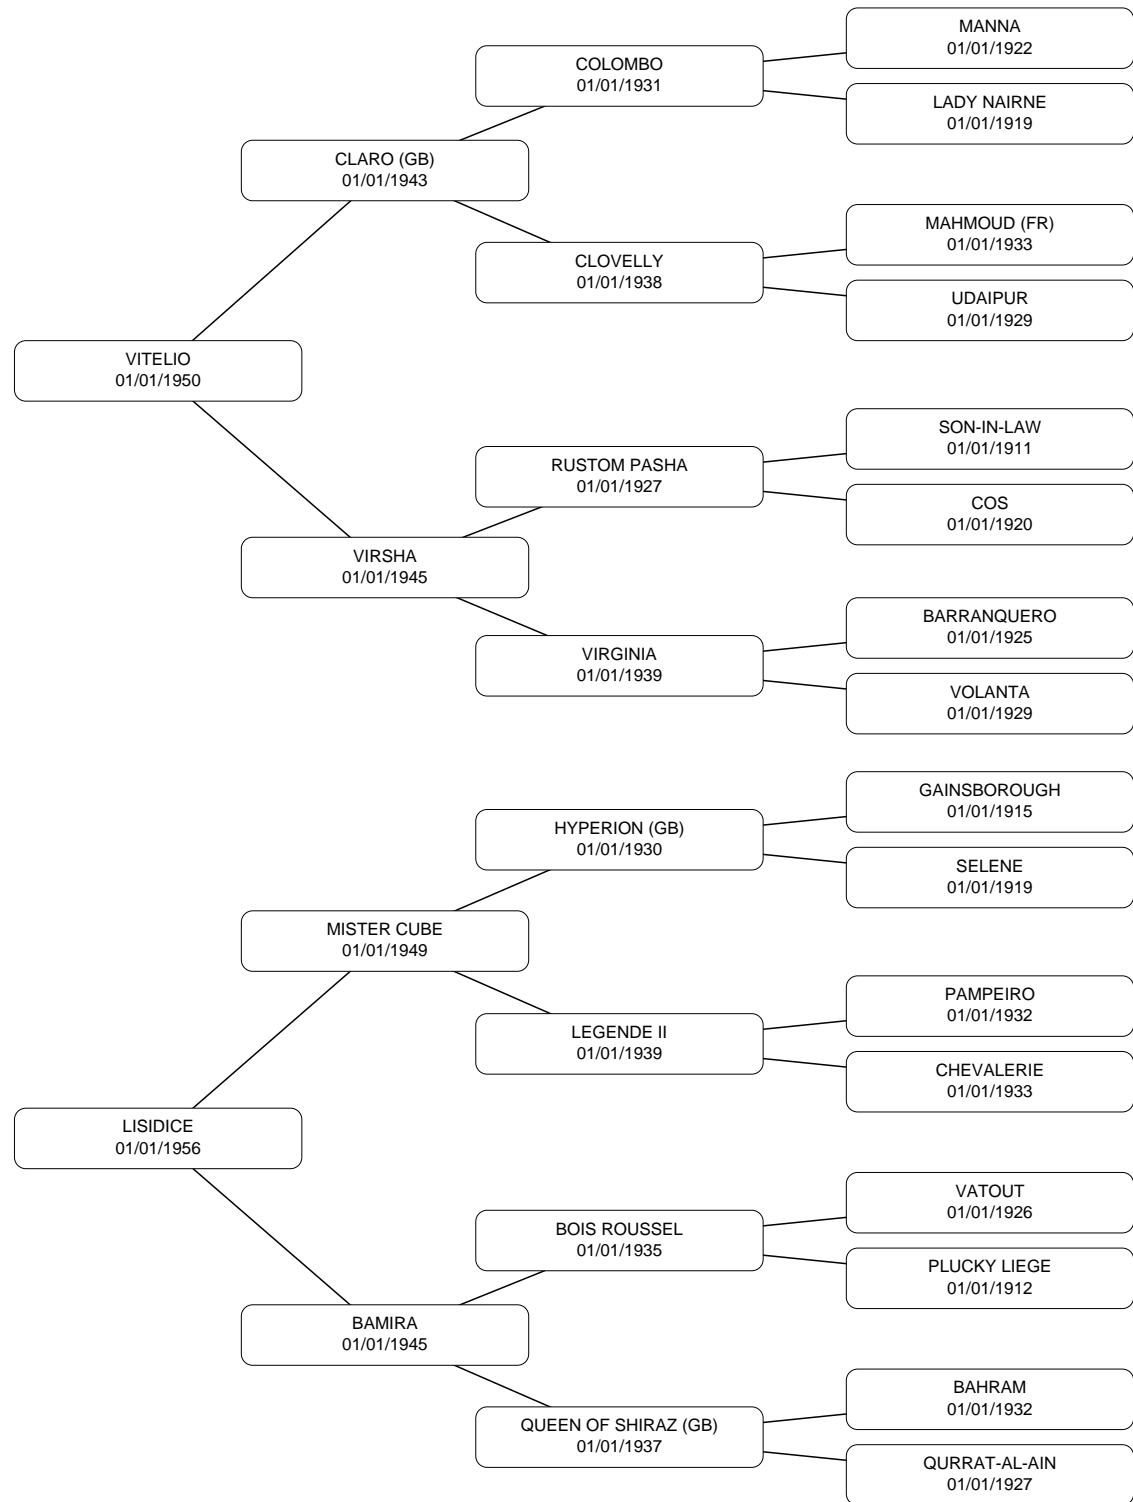 MANNA
01/01/1922
COLOMBO
01/01/1931
LADY NAIRNE
01/01/1919
CLARO (GB)
01/01/1943
MAHMOUD (FR)
01/01/1933
CLOVELLY
01/01/1938
UDAIPUR
01/01/1929
VITELIO
01/01/1950
SON-IN-LAW
01/01/1911
RUSTOM PASHA
01/01/1927
COS
01/01/1920
VIRSHA
01/01/1945
BARRANQUERO
01/01/1925
VIRGINIA
01/01/1939
VOLANTA
01/01/1929
GAINSBOROUGH
01/01/1915
HYPERION (GB)
01/01/1930
SELENE
01/01/1919
MISTER CUBE
01/01/1949
PAMPEIRO
01/01/1932
LEGENDE II
01/01/1939
CHEVALERIE
01/01/1933
LISIDICE
01/01/1956
VATOUT
01/01/1926
BOIS ROUSSEL
01/01/1935
PLUCKY LIEGE
01/01/1912
BAMIRA
01/01/1945
BAHRAM
01/01/1932
QUEEN OF SHIRAZ (GB)
01/01/1937
QURRAT-AL-AIN
01/01/1927